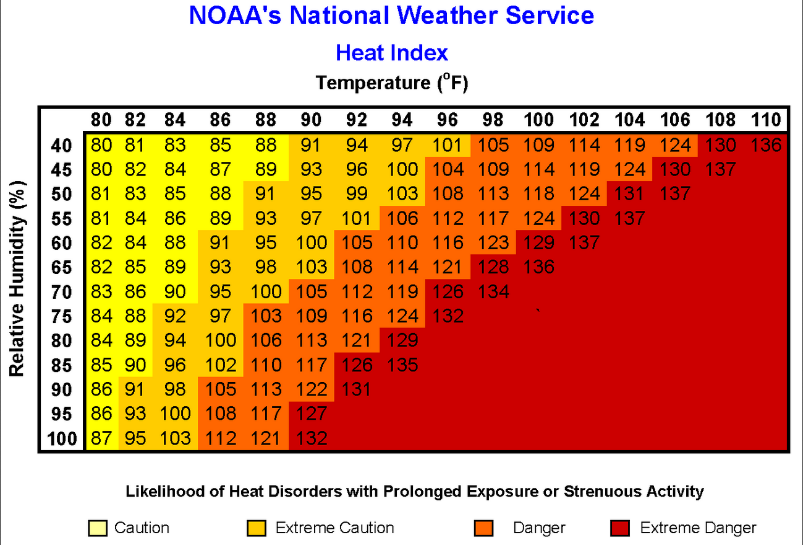 NOAA's National Weather Service
Heat Index
Temperature (°F)
80 82 84 86 88 90 92 94 96 98 100 102 104 106 108 110
Relative Humidity (%)
40 80 81 83 85 88 91 94 97 101 105 109 114 119 124 130 136
45 80 82 84 87 89 93 96 100 104 109 114 119 124 130 137
50 81 83 85 88 91 95 99 103 108 113 118 124 131 137
55 81 84 86 89 93 97 101 106 112 117 124 130 137
60 82 84 88 91 95 100 105 110 116 123 129 137
65 82 85 89 93 98 103 108 114 121 128 136
70 83 86 90 95 100 105 112 119 126 134
75 84 88 92 97 103 109 116 124 132
80 84 89 94 100 106 113 121 129
85 85 90 96 102 110 117 126 135
90 86 91 98 105 113 122 131
95 86 93 100 108 117 127
100 87 95 103 112 121 132
Likelihood of Heat Disorders with Prolonged Exposure or Strenuous Activity
Caution Extreme Caution Danger Extreme Danger